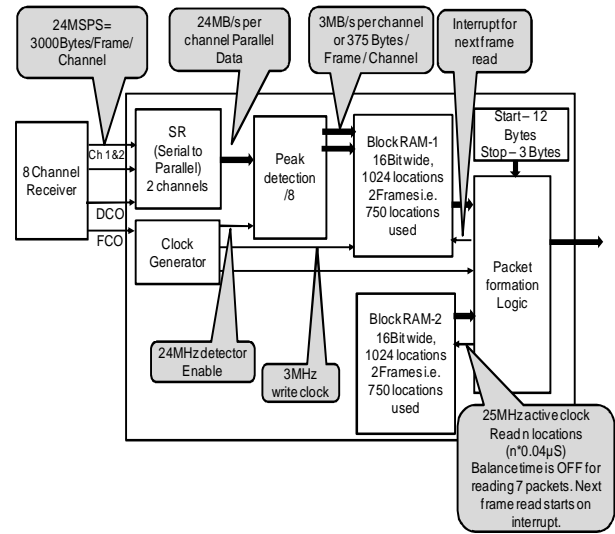 24MSPS=
3000Bytes/Frame/
Channel
24MB/s per
channel Parallel
Data
3MB/s per channel
or 375 Bytes /
Frame / Channel
Interrupt for
next frame
read
8 Channel
Receiver
Ch 1&2
DCO
FCO
SR
(Serial to
Parallel)
2 channels
Clock
Generator
Peak
detection
/8
Block RAM-1
16Bit wide,
1024 locations
2Frames i.e.
750 locations
used
Start – 12
Bytes
Stop – 3 Bytes
Packet
formation
Logic
Block RAM-2
16Bit wide,
1024 locations
2Frames i.e.
750 locations
used
24MHz detector
Enable
3MHz
write clock
25MHz active clock
Read n locations
(n*0.04µS)
Balance time is OFF for
reading 7 packets. Next
frame read starts on
interrupt.